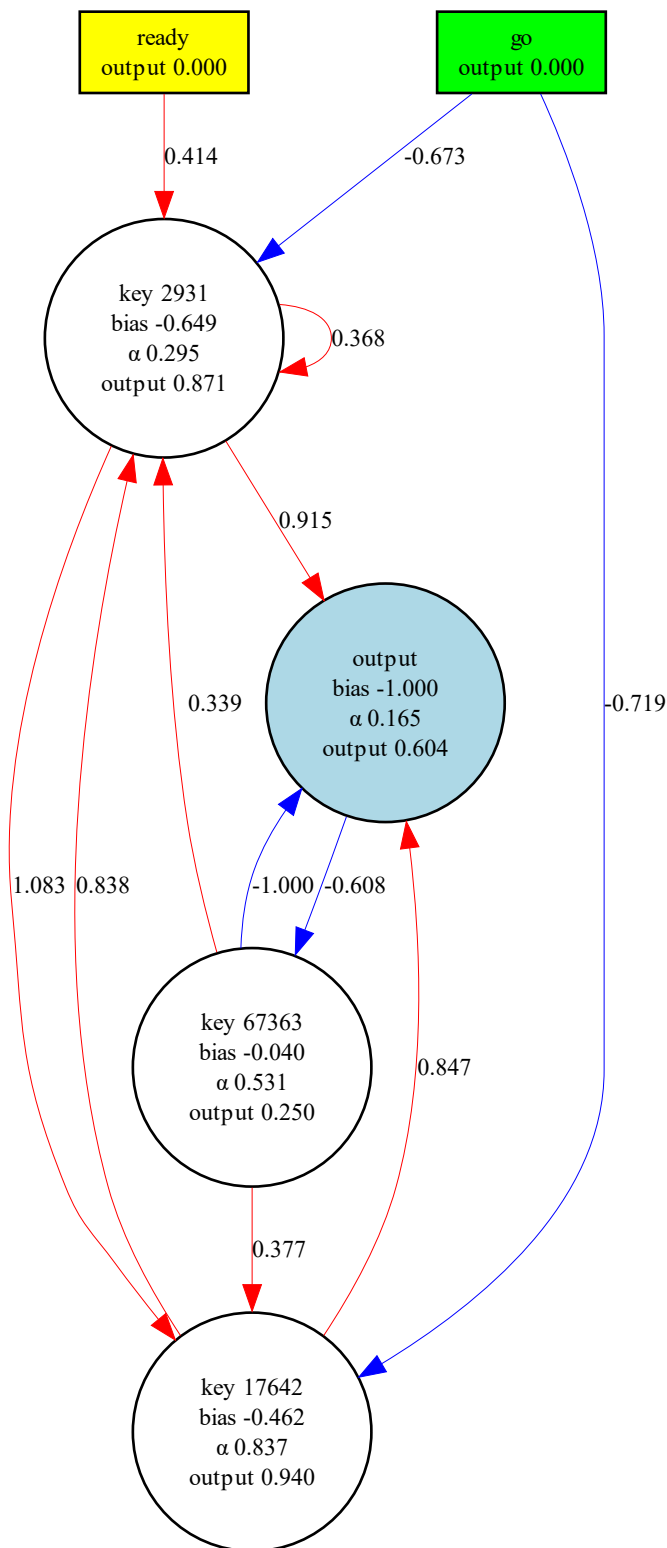 ready
output 0.000
go
output 0.000
0.414
-0.673
key 2931
bias -0.649
α 0.295
output 0.871
0.368
0.915
output
bias -1.000
α 0.165
output 0.604
0.339
-0.719
1.083
0.838
-1.000
-0.608
key 67363
bias -0.040
α 0.531
output 0.250
0.847
0.377
key 17642
bias -0.462
α 0.837
output 0.940